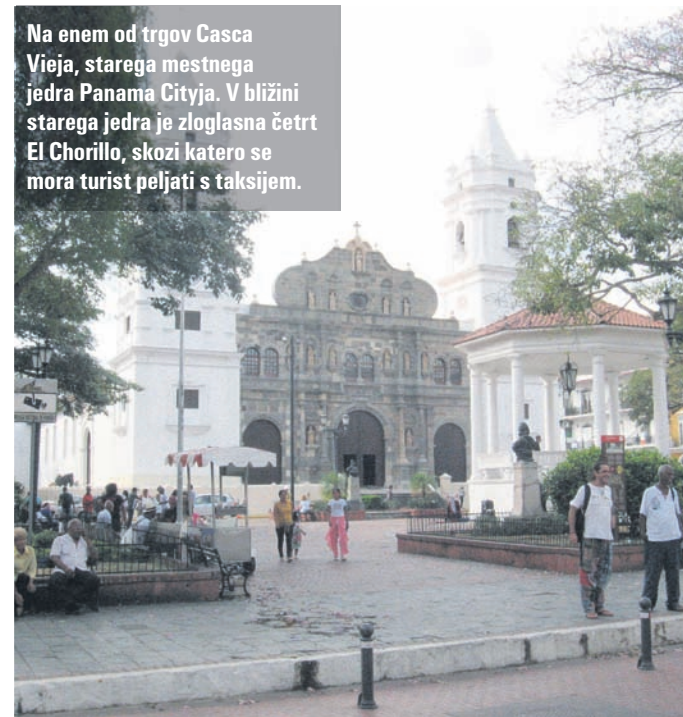 Na enem od trgov Casca
Vieja, starega mestnega
jedra Panama Cityja. V bližini
starega jedra je zloglasna četrt
El Chorillo, skozi katero se
mora turist peljati s taksijem.